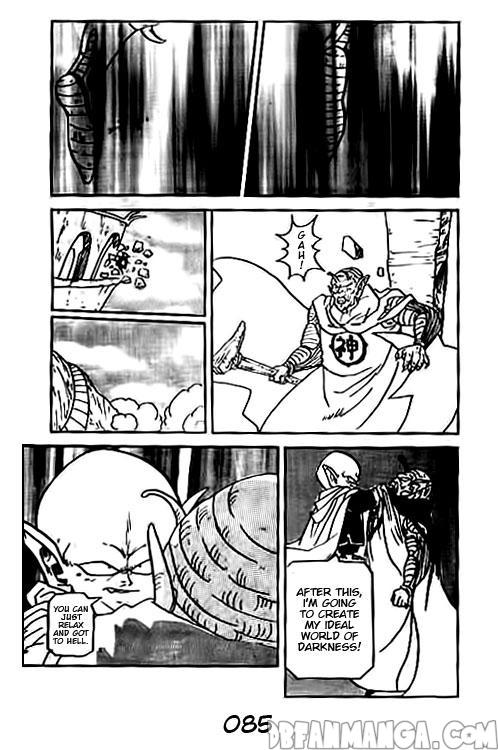 GAH!
神
YOU CAN
JUST
RELAX
AND GOT
TO HELL.
AFTER THIS,
I'M GOING
TO CREATE
MY IDEAL
WORLD OF
DARKNESS!
085
DBFANMANGA.COM